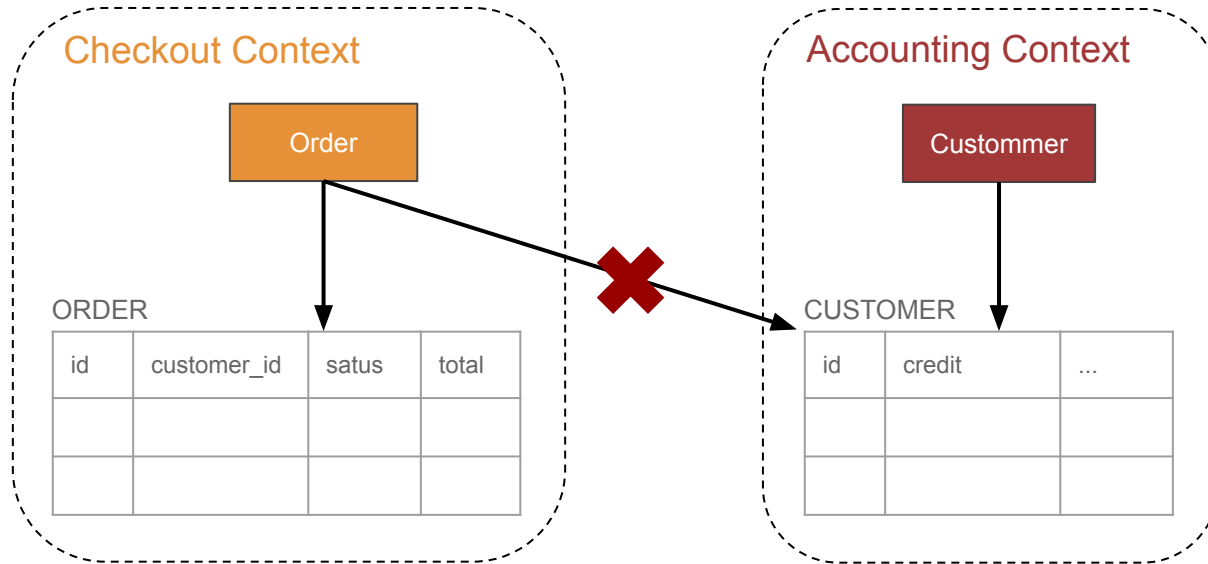 Checkout Context
Order
ORDER
id customer_id satus total
Accounting Context
Custommer
CUSTOMER
id credit ...